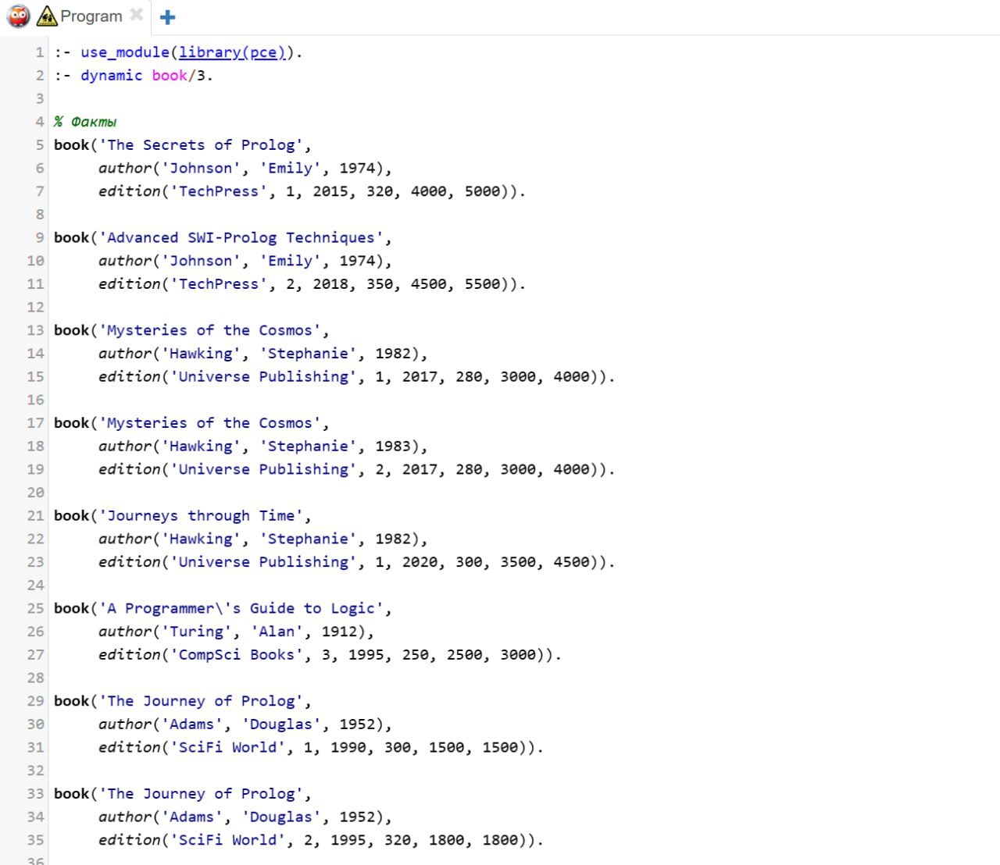 Program
1 :- use_module(library(pce)).
2 :- dynamic book/3.
3
4 % Факты
5 book('The Secrets of Prolog',
6 author('Johnson', 'Emily', 1974),
7 edition('TechPress', 1, 2015, 320, 4000, 5000)).
8
9 book('Advanced SWI-Prolog Techniques',
10 author('Johnson', 'Emily', 1974),
11 edition('TechPress', 2, 2018, 350, 4500, 5500)).
12
13 book('Mysteries of the Cosmos',
14 author('Hawking', 'Stephanie', 1982),
15 edition('Universe Publishing', 1, 2017, 280, 3000, 4000)).
16
17 book('Mysteries of the Cosmos',
18 author('Hawking', 'Stephanie', 1983),
19 edition('Universe Publishing', 2, 2017, 280, 3000, 4000)).
20
21 book('Journeys through Time',
22 author('Hawking', 'Stephanie', 1982),
23 edition('Universe Publishing', 1, 2020, 300, 3500, 4500)).
24
25 book('A Programmer\'s Guide to Logic',
26 author('Turing', 'Alan', 1912),
27 edition('CompSci Books', 3, 1995, 250, 2500, 3000)).
28
29 book('The Journey of Prolog',
30 author('Adams', 'Douglas', 1952),
31 edition('SciFi World', 1, 1990, 300, 1500, 1500)).
32
33 book('The Journey of Prolog',
34 author('Adams', 'Douglas', 1952),
35 edition('SciFi World', 2, 1995, 320, 1800, 1800)).
36